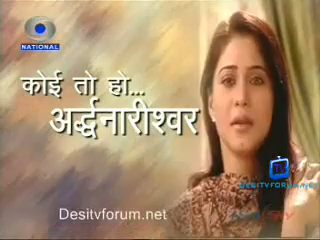 NATIONAL
कोई तो हो...
अर्द्धनारीश्वर
DESITVFORUM.NET
Desitvforum.net